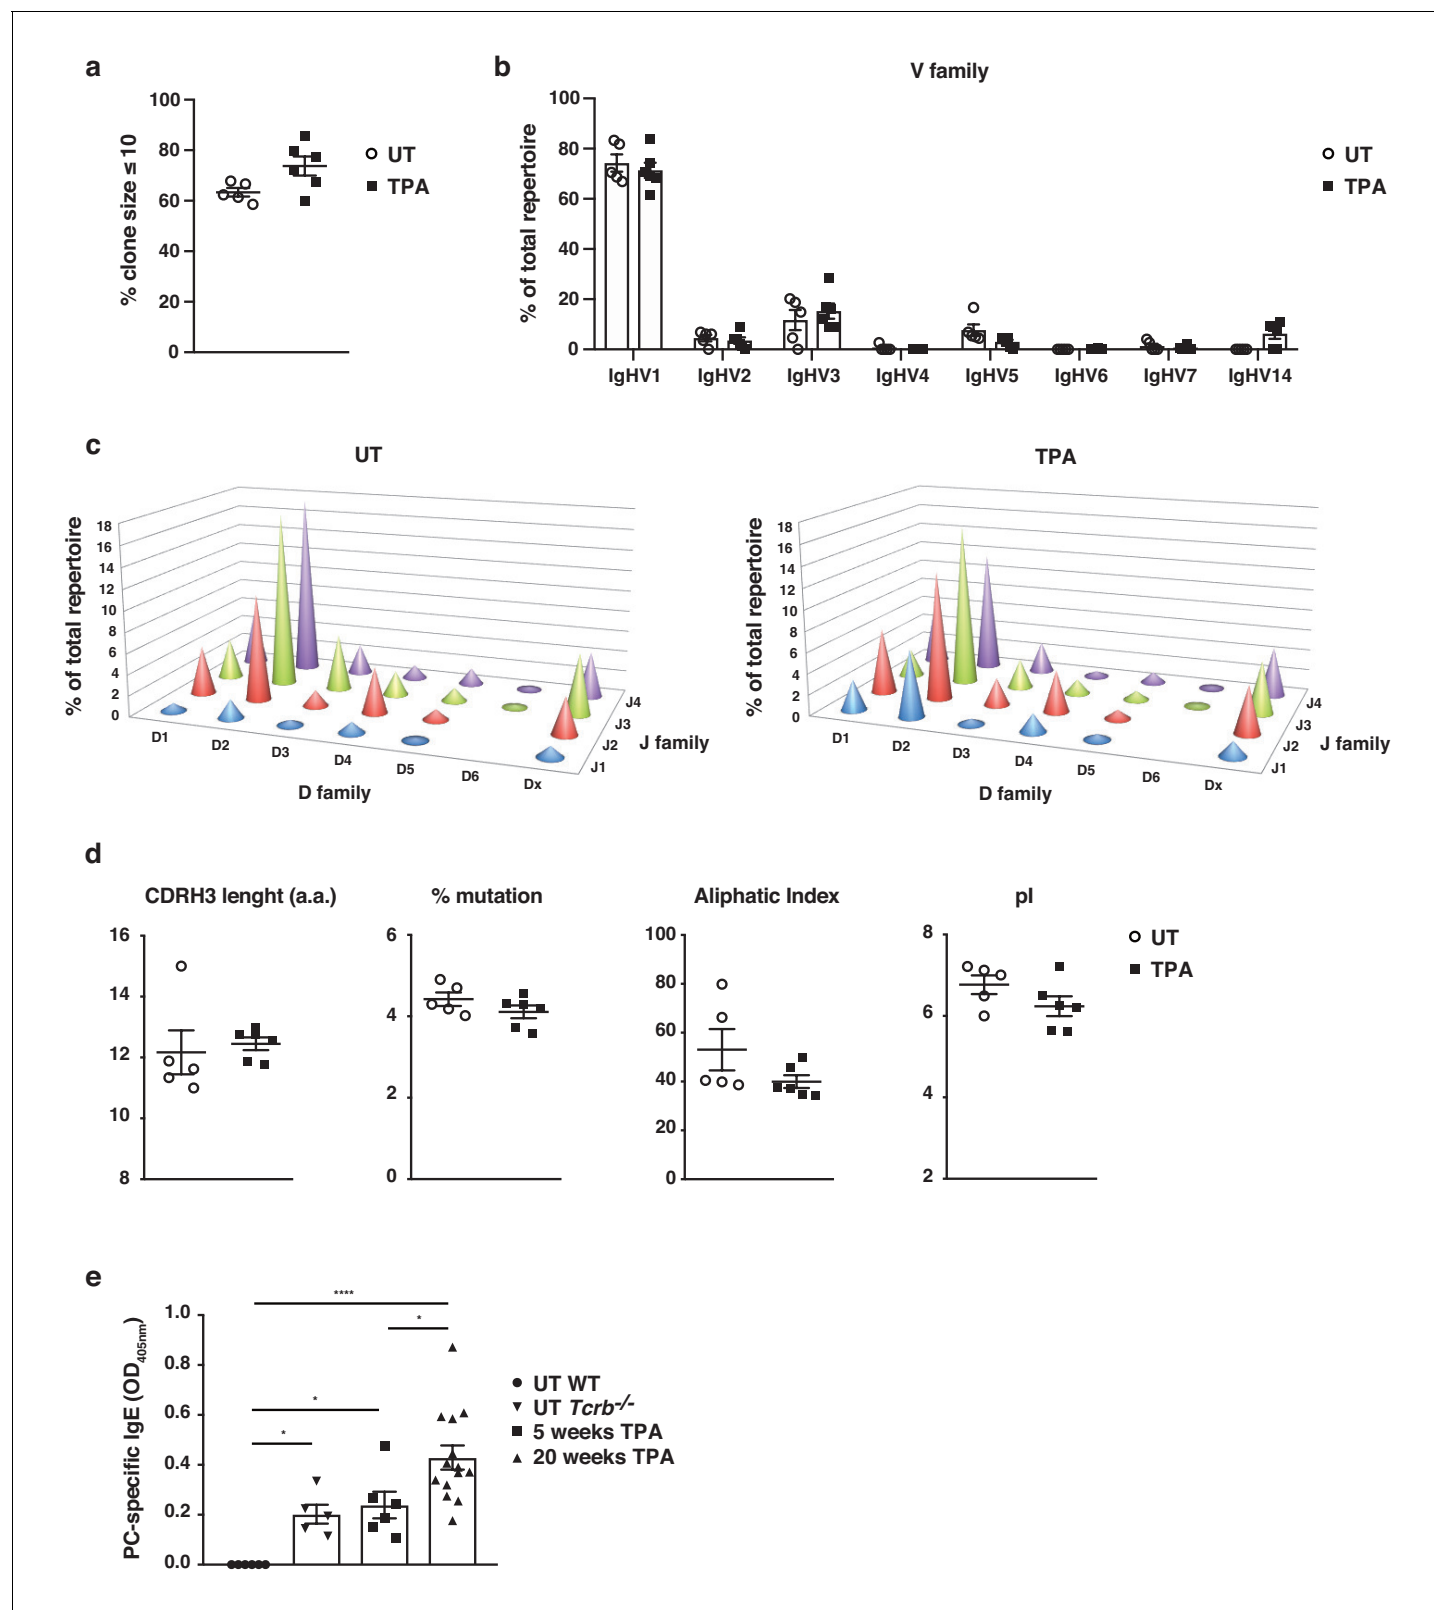 a
% clone size ≤ 10
100
80
60
40
20
0
UT
TPA
b
V family
% of total repertoire
100
80
60
40
20
0
IgHV1 IgHV2 IgHV3 IgHV4 IgHV5 IgHV6 IgHV7 IgHV14
UT
TPA
c
UT
% of total repertoire
18
16
14
12
10
8
6
4
2
0
D1 D2 D3 D4 D5 D6 Dx
D family
J4
J3
J2
J1
J family
TPA
% of total repertoire
18
16
14
12
10
8
6
4
2
0
D1 D2 D3 D4 D5 D6 Dx
D family
J4
J3
J2
J1
J family
d
CDRH3 lenght (a.a.)
16
14
12
10
8
% mutation
6
4
2
0
Aliphatic Index
100
80
60
40
20
0
pI
8
6
4
2
UT
TPA
e
PC-specific IgE (OD405nm)
1.0
0.8
0.6
0.4
0.2
0.0
****
*
*
*
UT WT
UT Tcrb-/-
5 weeks TPA
20 weeks TPA